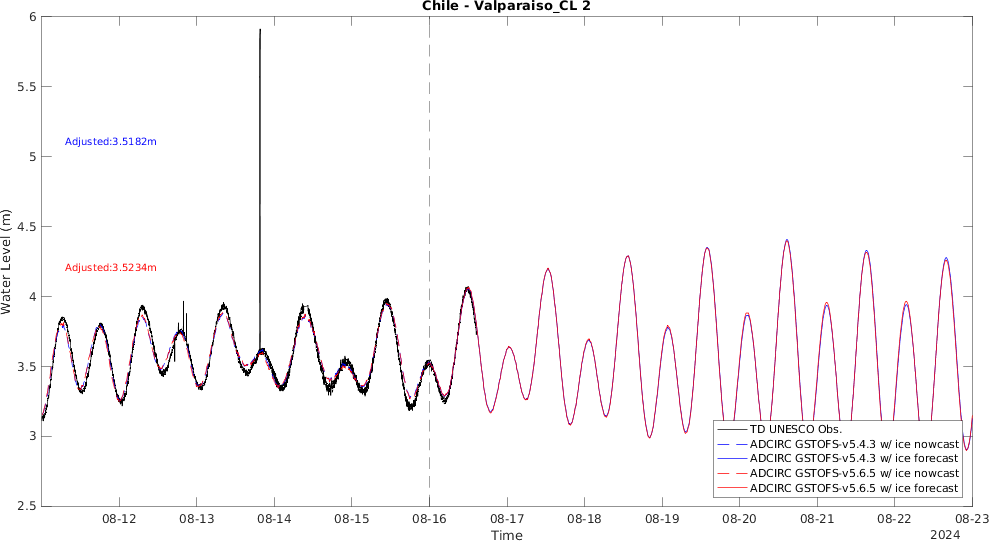 Chile - Valparaiso_CL 2
6
5.5
5
4.5
4
3.5
3
2.5
Water Level (m)
Adjusted:3.5182m
Adjusted:3.5234m
TD UNESCO Obs.
ADCIRC GSTOFS-v5.4.3 w/ ice nowcast
ADCIRC GSTOFS-v5.4.3 w/ ice forecast
ADCIRC GSTOFS-v5.6.5 w/ ice nowcast
ADCIRC GSTOFS-v5.6.5 w/ ice forecast
08-12 08-13 08-14 08-15 08-16 08-17 08-18 08-19 08-20 08-21 08-22 08-23
Time
2024